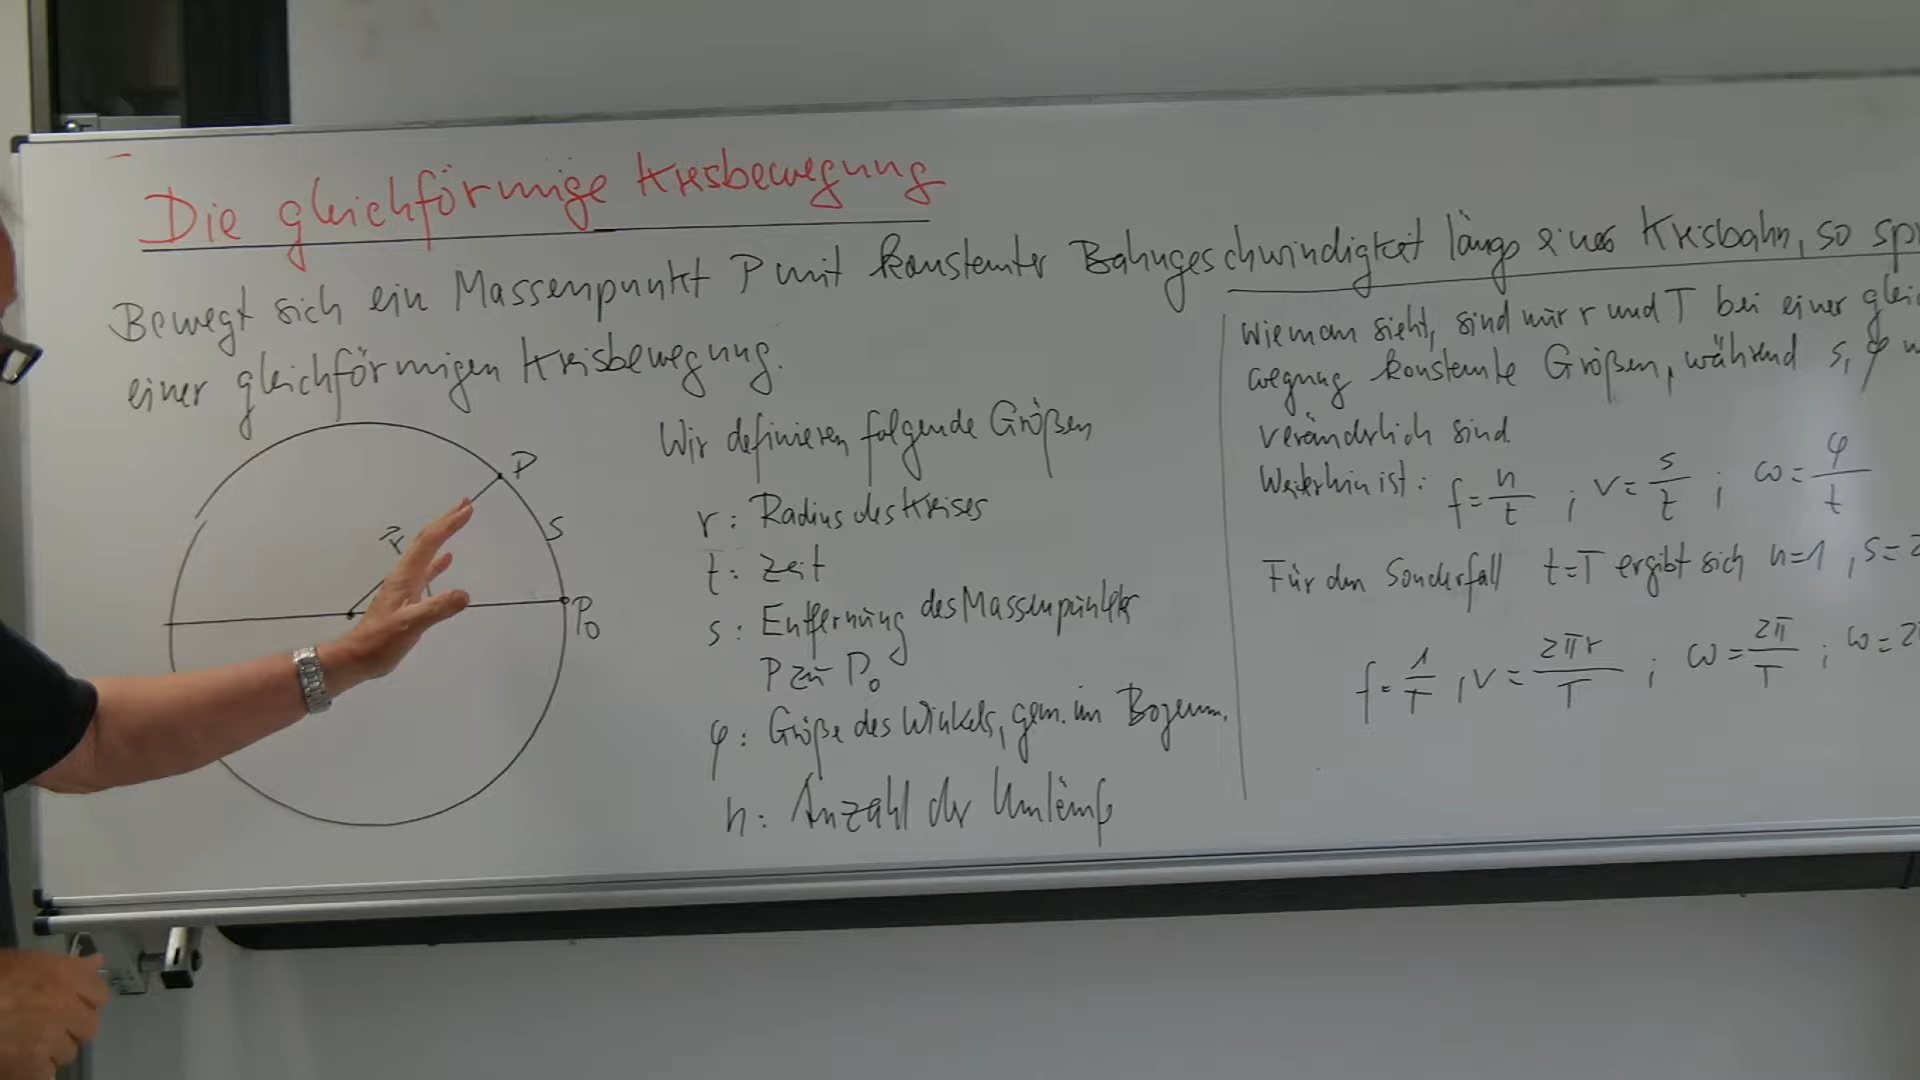 Die gleichförmige Kreisbewegung
Bewegt sich ein Massenpunkt P mit konstanter Bahngeschwindigkeit längs einer Kreisbahn, so
einer gleichförmigen Kreisbewegung.
P
r
s
P₀
Wir definieren folgende Größen
r: Radius des Kreises
t: Zeit
s: Entfernung des Massenpunktes
P zu P₀
φ: Größe des Winkels, gem. im Bogenm.
n: Anzahl der Umläufe
Wie man sieht, sind nur r und T bei einer
wegung konstante Größen, während s, φ
veränderlich sind
Weiterhin ist: f = n/t ; v = s/t ; ω = φ/t
Für den Sonderfall t=T ergibt sich n=1, s=2
f = 1/T, v = 2πr/T ; ω = 2π/T ; ω=2